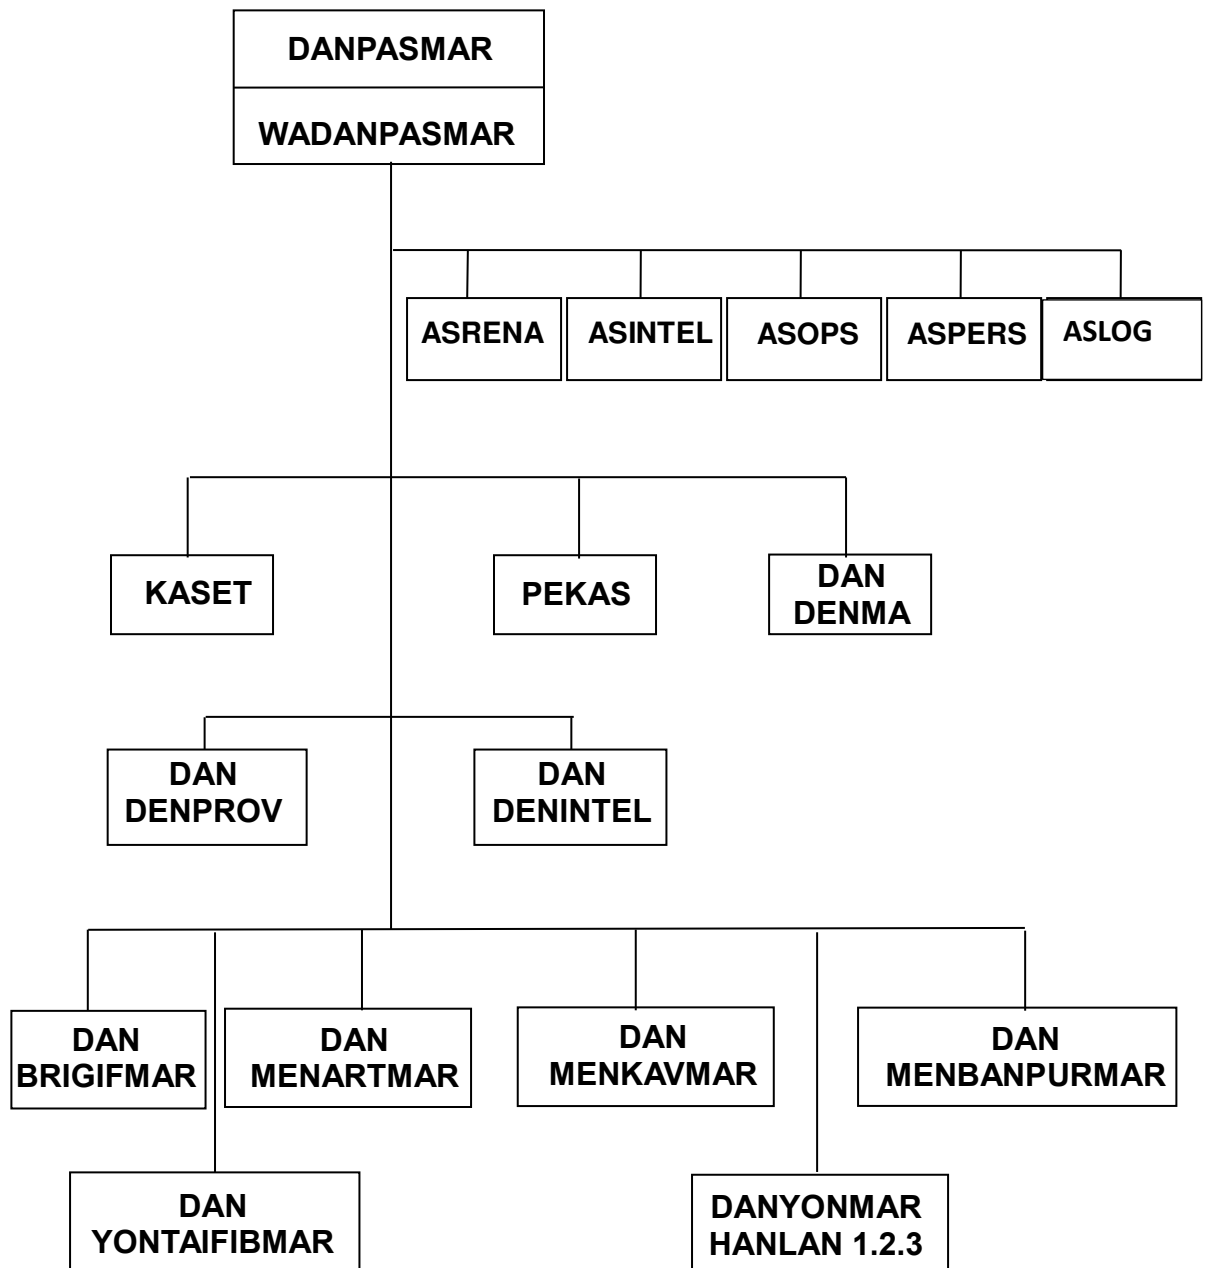 DANPASMAR
WADANPASMAR
ASRENA
ASINTEL
ASOPS
ASPERS
ASLOG
KASET
PEKAS
DAN
DENMA
DAN
DENPROV
DAN
DENINTEL
DAN
BRIGIFMAR
DAN
MENARTMAR
DAN
MENKAVMAR
DAN
MENBANPURMAR
DAN
YONTAIFIBMAR
DANYONMAR
HANLAN 1.2.3